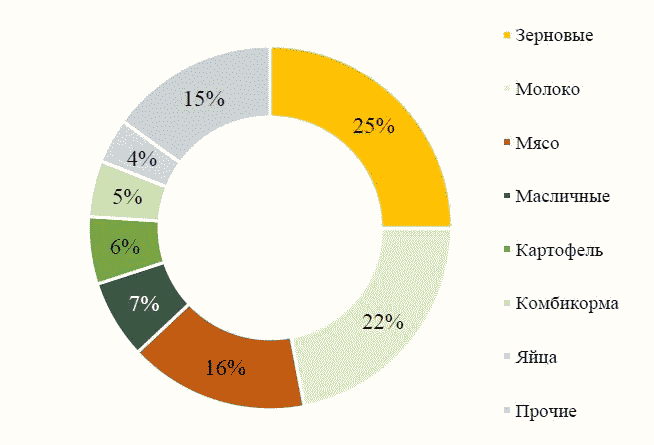 Зерновые
Молоко
Мясо
Масличные
Картофель
Комбикорма
Яйца
Прочие
25%
22%
16%
7%
6%
5%
4%
15%